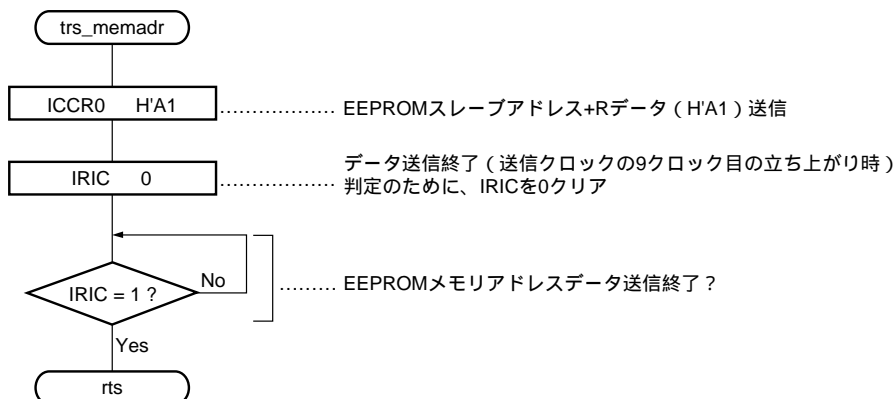 trs_memadr
ICCR0 H'A1
................. EEPROMスレーブアドレス+Rデータ（H'A1）送信
データ送信終了（送信クロックの9クロック目の立ち上がり時）
IRIC 0
................. 判定のために、IRICを0クリア
IRIC = 1 ?
No
......... EEPROMメモリアドレスデータ送信終了？
Yes
rts